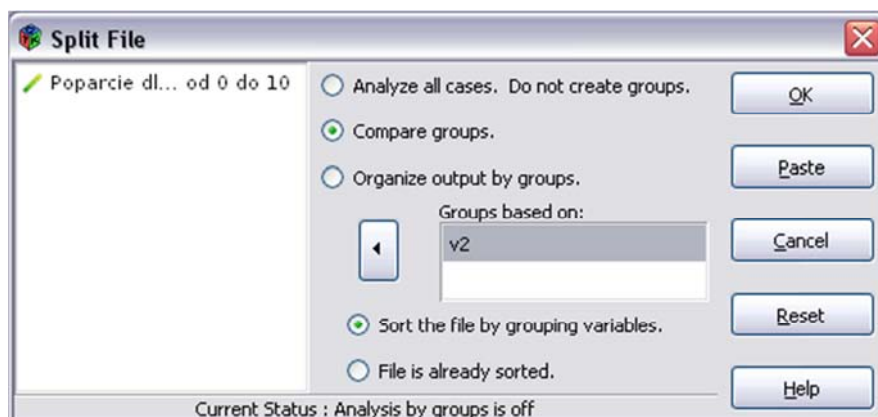 Split File
Poparcie dl... od 0 do 10
Analyze all cases. Do not create groups.
Compare groups.
Organize output by groups.
Groups based on:
v2
Sort the file by grouping variables.
File is already sorted.
OK
Paste
Cancel
Reset
Help
Current Status : Analysis by groups is off